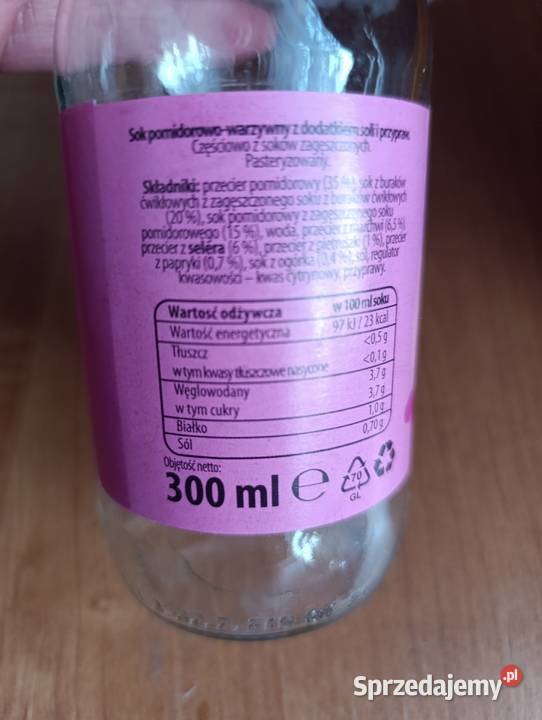 Sok pomidorowo-warzywny z dodatkiem soli i przypraw.
Częściowo z soków zagęszczonych.
Pasteryzowany.
Składniki: przecier pomidorowy (35 %), sok z buraków
ćwikłowych z zagęszczonego soku z buraków ćwikłowych
(20 %), sok pomidorowy z zagęszczonego soku
pomidorowego (15 %), woda, przecier z marchwi (6,5 %),
przecier z selera (6 %), przecier z pietruszki (1 %), przecier
z papryki (0,7 %), sok z ogórka (0,4 %), sól, regulator
kwasowości – kwas cytrynowy, przyprawy.
Wartość odżywcza w 100 ml soku
Wartość energetyczna 97 kJ / 23 kcal
Tłuszcz <0,5 g
w tym kwasy tłuszczowe nasycone <0,1 g
Węglowodany 3,7 g
w tym cukry 3,7 g
Białko 1,0 g
Sól 0,70 g
Objętość netto:
300 ml e
70
GL
Sprzedajemy.pl